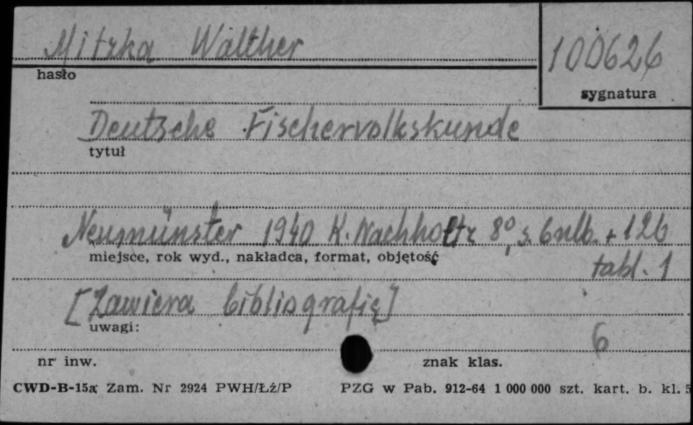 Mitzka Walther
100626
hasło
sygnatura
Deutsche Fischervolkskunde
tytuł
Neumünster 1940 K. Nachholtz 8°, s. 6 nlb. + 126
miejsce, rok wyd., nakładca, format, objętość
tabl. 1
[Zawiera bibliografię]
uwagi:
6
nr inw.
znak klas.
CWD-B-15a Zam. Nr 2924 PWH/Łż/P PZG w Pab. 912-64 1 000 000 szt. kart. b. kl. 5